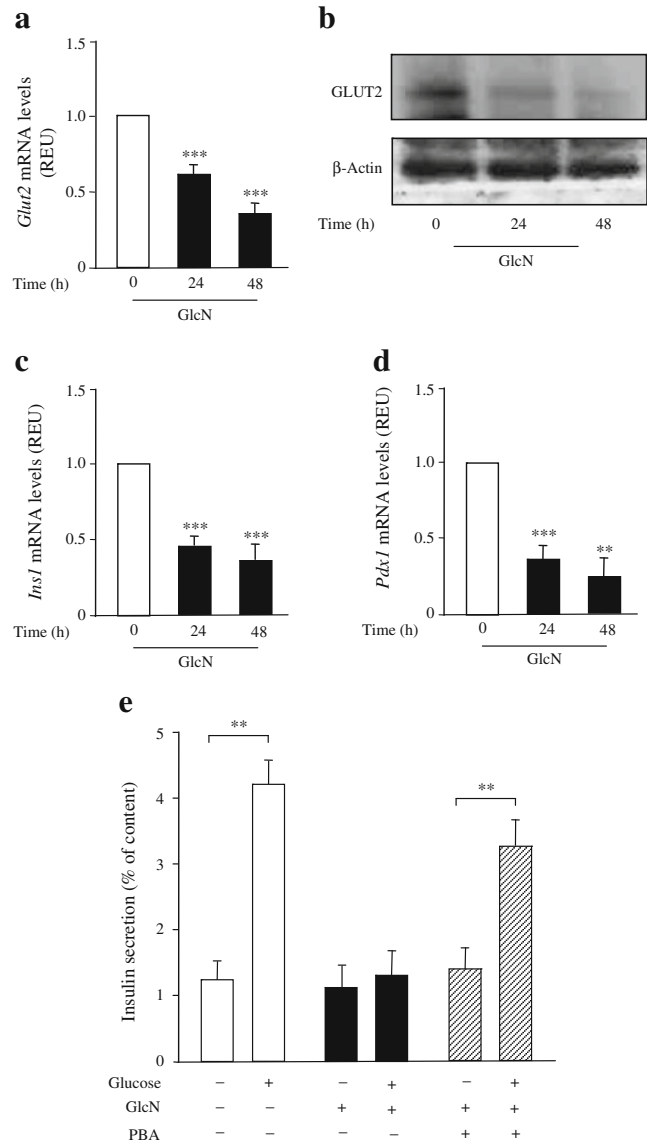 a
Glut2 mRNA levels
(REU)
1.5
1.0
0.5
0
***
***
Time (h) 0 24 48
GlcN
b
GLUT2
β-Actin
Time (h) 0 24 48
GlcN
c
Ins1 mRNA levels (REU)
1.5
1.0
0.5
0
***
***
Time (h) 0 24 48
GlcN
d
Pdx1 mRNA levels (REU)
1.5
1.0
0.5
0
***
**
Time (h) 0 24 48
GlcN
e
Insulin secretion (% of content)
5
4
3
2
1
0
**
**
Glucose – + – + – +
GlcN – – + + + +
PBA – – – – + +